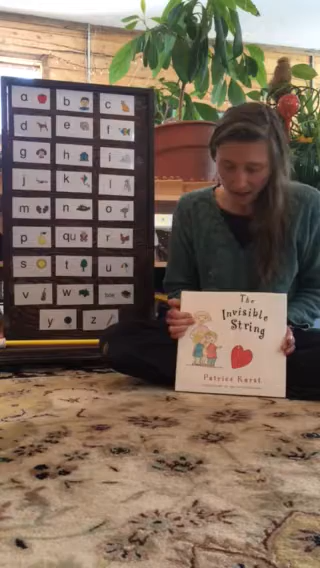 a b c
d e f
g h i
j k l
m n o
p qu r
s t u
v w
y z
The
Invisible
String
Patrice Karst